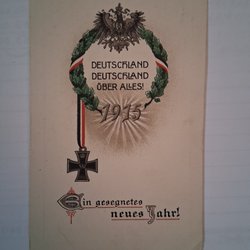 DEUTSCHLAND
DEUTSCHLAND
ÜBER ALLES!
1915
Ein gesegnetes
neues Jahr!